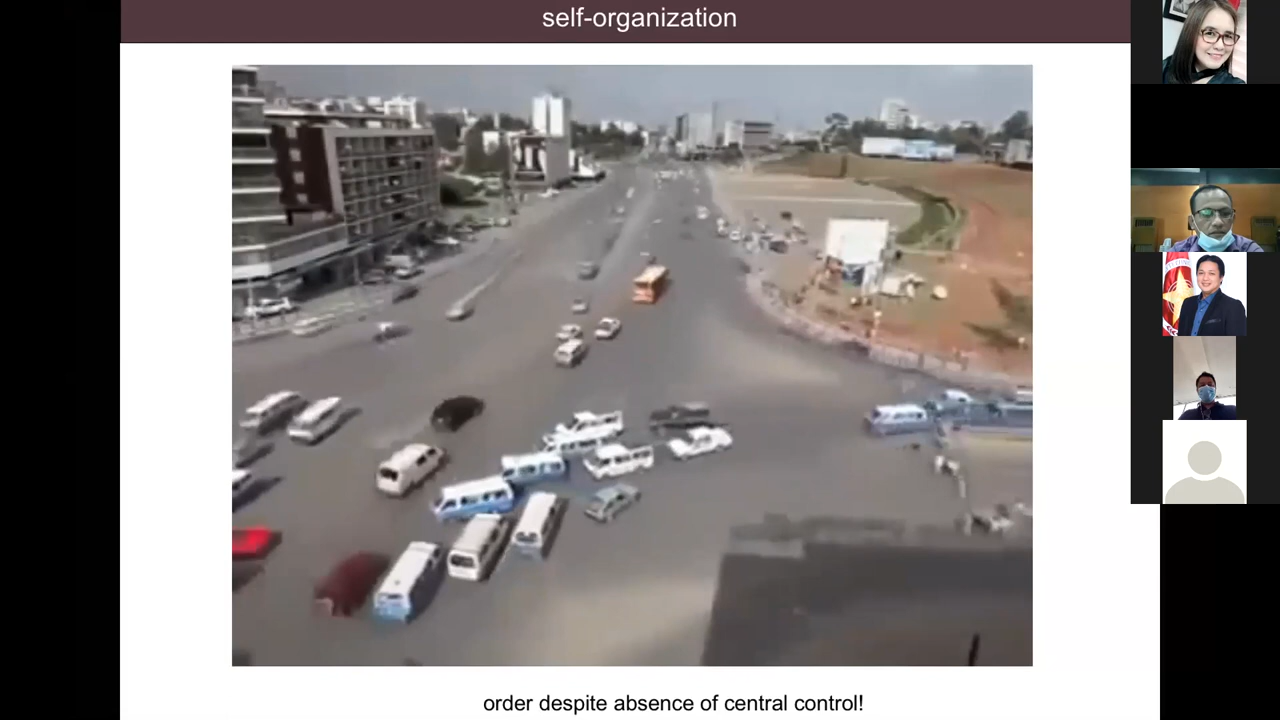 self-organization
order despite absence of central control!